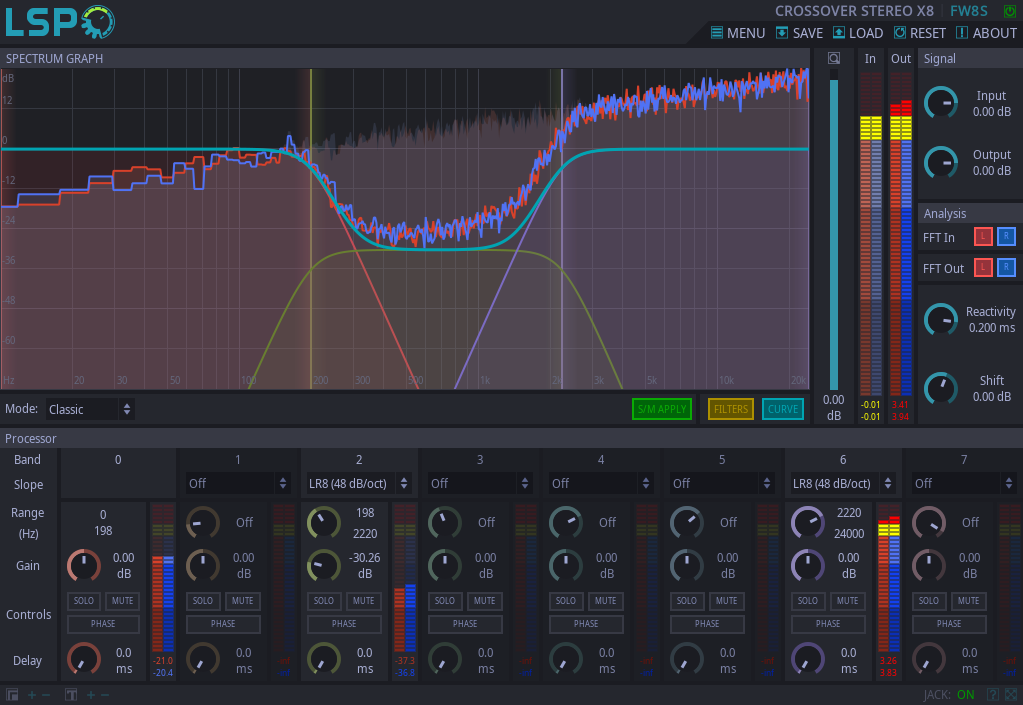 LSP
CROSSOVER STEREO X8 FW8S
MENU SAVE LOAD RESET ABOUT
SPECTRUM GRAPH
In Out
Signal
dB
12
0
-12
-24
-36
-48
-60
Hz 20 30 50 100 200 300 500 1k 2k 3k 5k 10k 20k
Input
0.00 dB
Output
0.00 dB
Analysis
FFT In L R
FFT Out L R
Reactivity
0.200 ms
Shift
0.00 dB
0.00
dB
-0.01 3.41
-0.01 3.94
Mode: Classic S/M APPLY FILTERS CURVE
Processor
Band 0 1 2 3 4 5 6 7
Slope Off LR8 (48 dB/oct) Off Off Off LR8 (48 dB/oct) Off
Range 0 Off 198 Off Off Off 2220 Off
(Hz) 198 2220 24000
Gain 0.00 0.00 -30.26 0.00 0.00 0.00 0.00 0.00
dB dB dB dB dB dB dB dB
Controls SOLO MUTE SOLO MUTE SOLO MUTE SOLO MUTE SOLO MUTE SOLO MUTE SOLO MUTE SOLO MUTE
PHASE PHASE PHASE PHASE PHASE PHASE PHASE PHASE
Delay 0.0 0.0 0.0 0.0 0.0 0.0 0.0 0.0
ms ms ms ms ms ms ms ms
-21.0 -inf -37.3 -inf -inf -inf 3.26 -inf
-20.4 -inf -36.3 -inf -inf -inf 3.83 -inf
JACK: ON